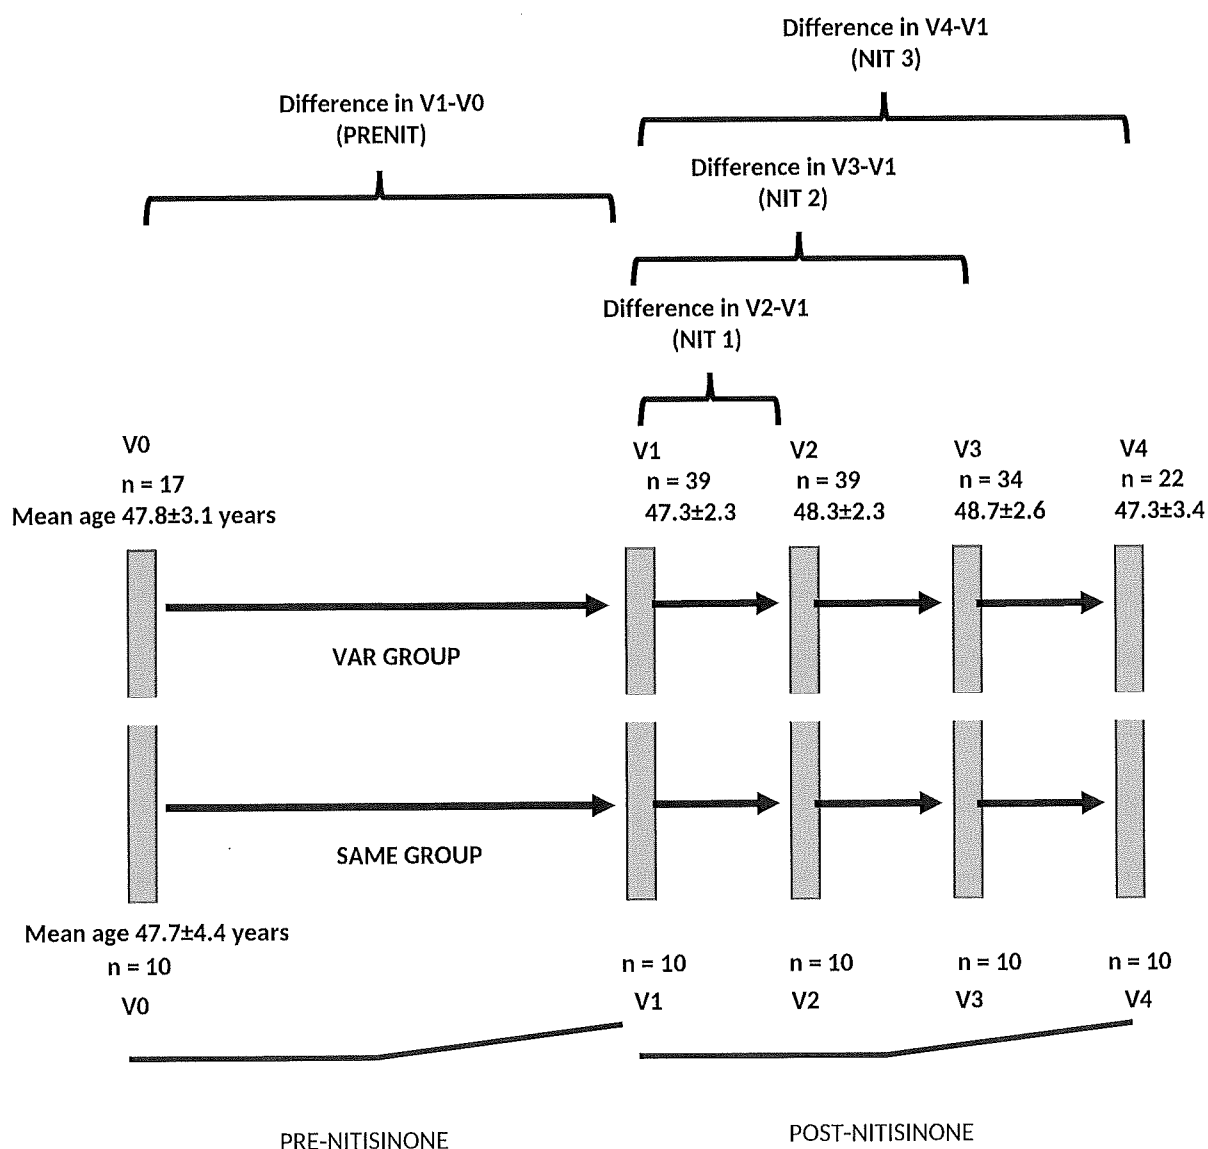 Difference in V4-V1
(NIT 3)
Difference in V1-V0
(PRENIT)
Difference in V3-V1
(NIT 2)
Difference in V2-V1
(NIT 1)
V0
V1
V2
V3
V4
n = 17
n = 39
n = 39
n = 34
n = 22
Mean age 47.8±3.1 years
47.3±2.3
48.3±2.3
48.7±2.6
47.3±3.4
VAR GROUP
SAME GROUP
Mean age 47.7±4.4 years
n = 10
n = 10
n = 10
n = 10
n = 10
V0
V1
V2
V3
V4
PRE-NITISINONE
POST-NITISINONE